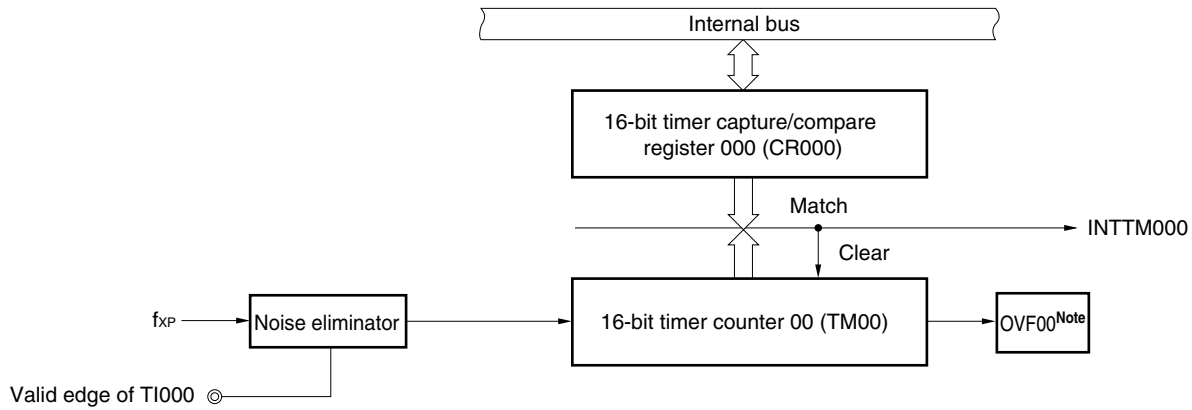 Internal bus
16-bit timer capture/compare
register 000 (CR000)
Match
INTTM000
Clear
fXP
Noise eliminator
16-bit timer counter 00 (TM00)
OVF00Note
Valid edge of TI000